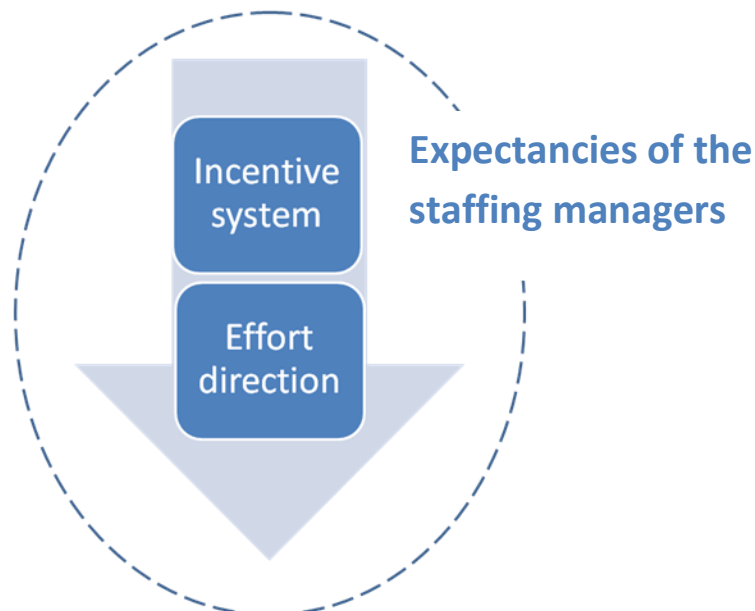 Incentive
system
Expectancies of the
staffing managers
Effort
direction